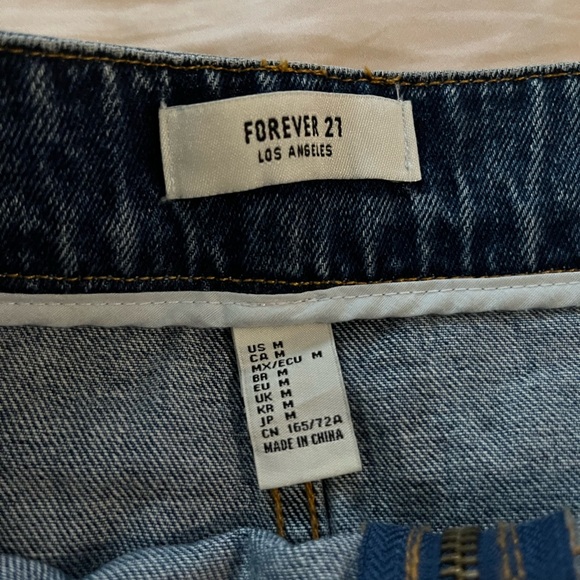 FOREVER 21
LOS ANGELES
US M
CA M
MX/ECU M
BR M
EU M
UK M
KR M
JP M
CN 165/72A
MADE IN CHINA